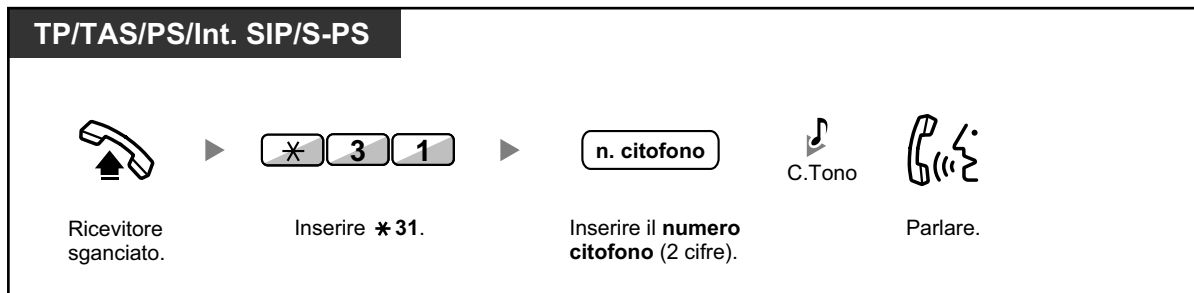 TP/TAS/PS/Int. SIP/S-PS
✳ 3 1
n. citofono
C.Tono
Ricevitore
sganciato.
Inserire ✳31.
Inserire il numero
citofono (2 cifre).
Parlare.